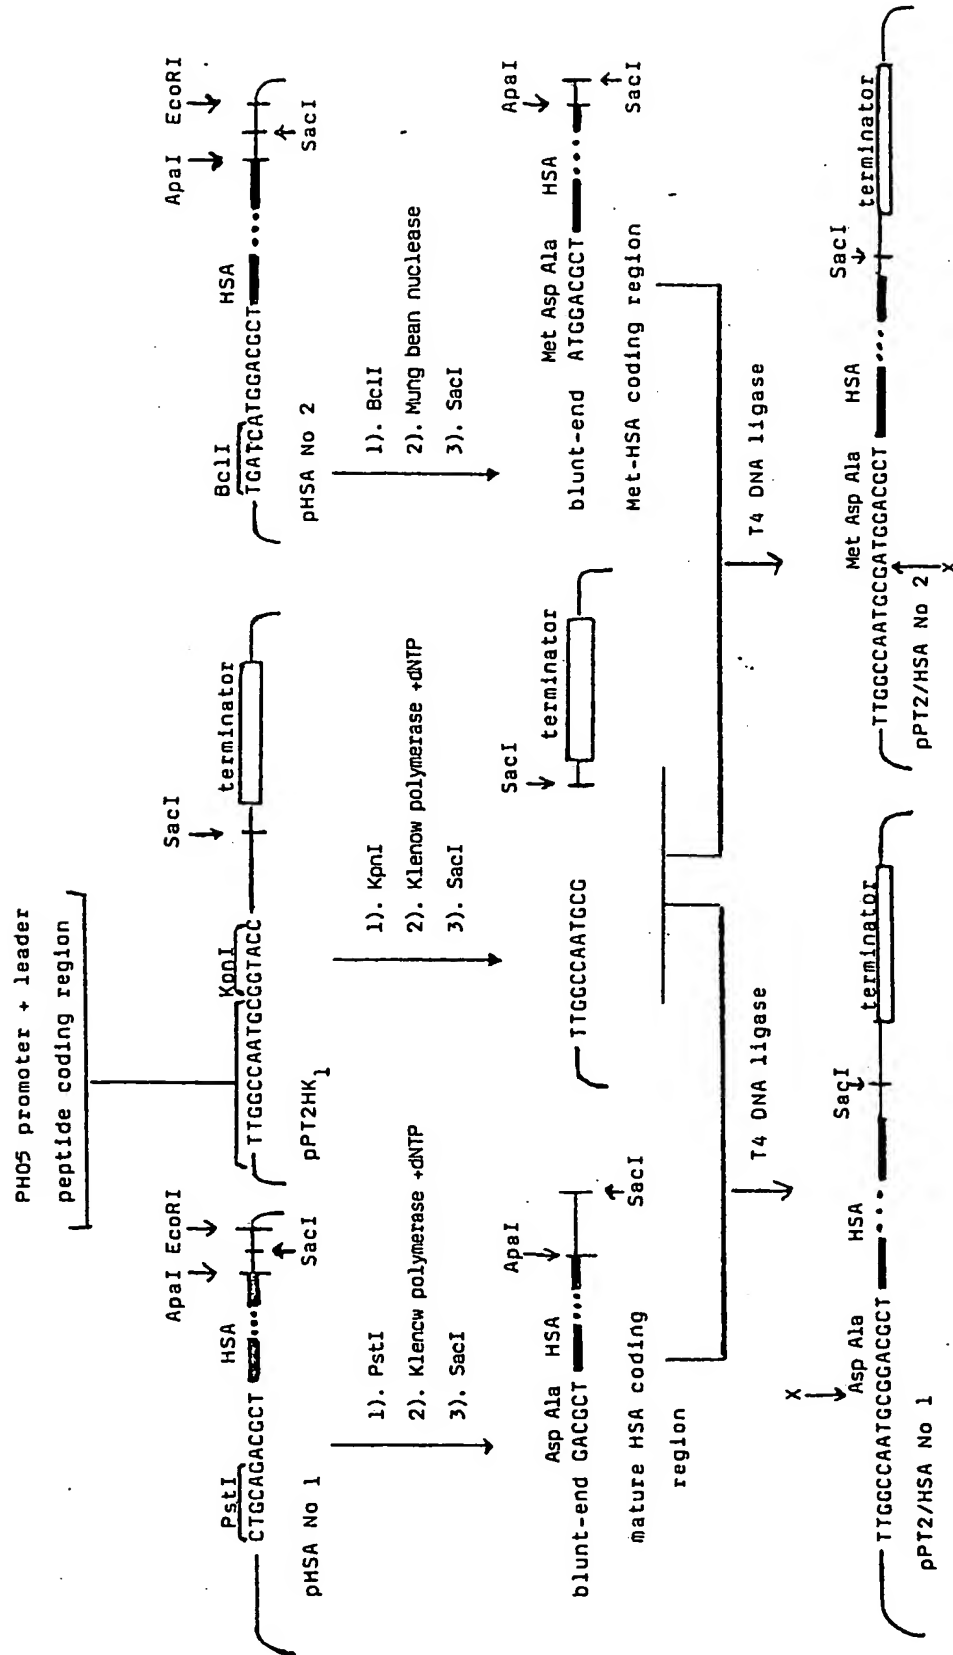 PHO5 promoter + leader
peptide coding region
PstI
CTGCAGACGCT
HSA
ApaI EcoRI
SacI
pHSA No 1
KpnI
TTGGCCAATGCGGTACC
SacI
terminator
pPT2HK1
BclI
TGATCATGGACGCT
HSA
ApaI EcoRI
SacI
pHSA No 2
1). PstI
2). Klencw polymerase +dNTP
3). SacI
1). KpnI
2). Klenow polymerase +dNTP
3). SacI
1). BclI
2). Mung bean nuclease
3). SacI
Asp Ala HSA
blunt-end GACGCT
ApaI
SacI
mature HSA coding
region
TTGGCCAATGCG
SacI
terminator
Met Asp Ala HSA
blunt-end ATGGACGCT
ApaI
SacI
Met-HSA coding region
T4 DNA ligase
T4 DNA ligase
X
Asp Ala HSA
TTGGCCAATGCGGACGCT
SacI
terminator
pPT2/HSA No 1
Met Asp Ala HSA
TTGGCCAATGCGATGGACGCT
SacI
terminator
X
pPT2/HSA No 2